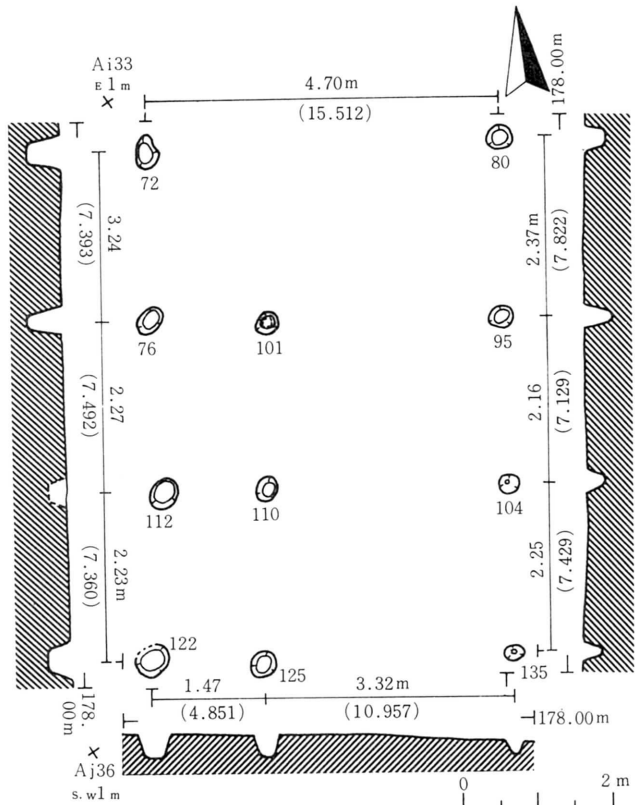 Ai33
E1m
4.70m
(15.512)
178.00m
72
80
3.24
(7.393)
2.37m
(7.822)
76
101
95
2.27
(7.492)
2.16
(7.129)
112
110
104
2.23m
(7.360)
2.25
(7.429)
122
125
135
1.47
(4.851)
3.32m
(10.957)
178.
00m
178.00m
Aj36
S.W1m
0
2 m